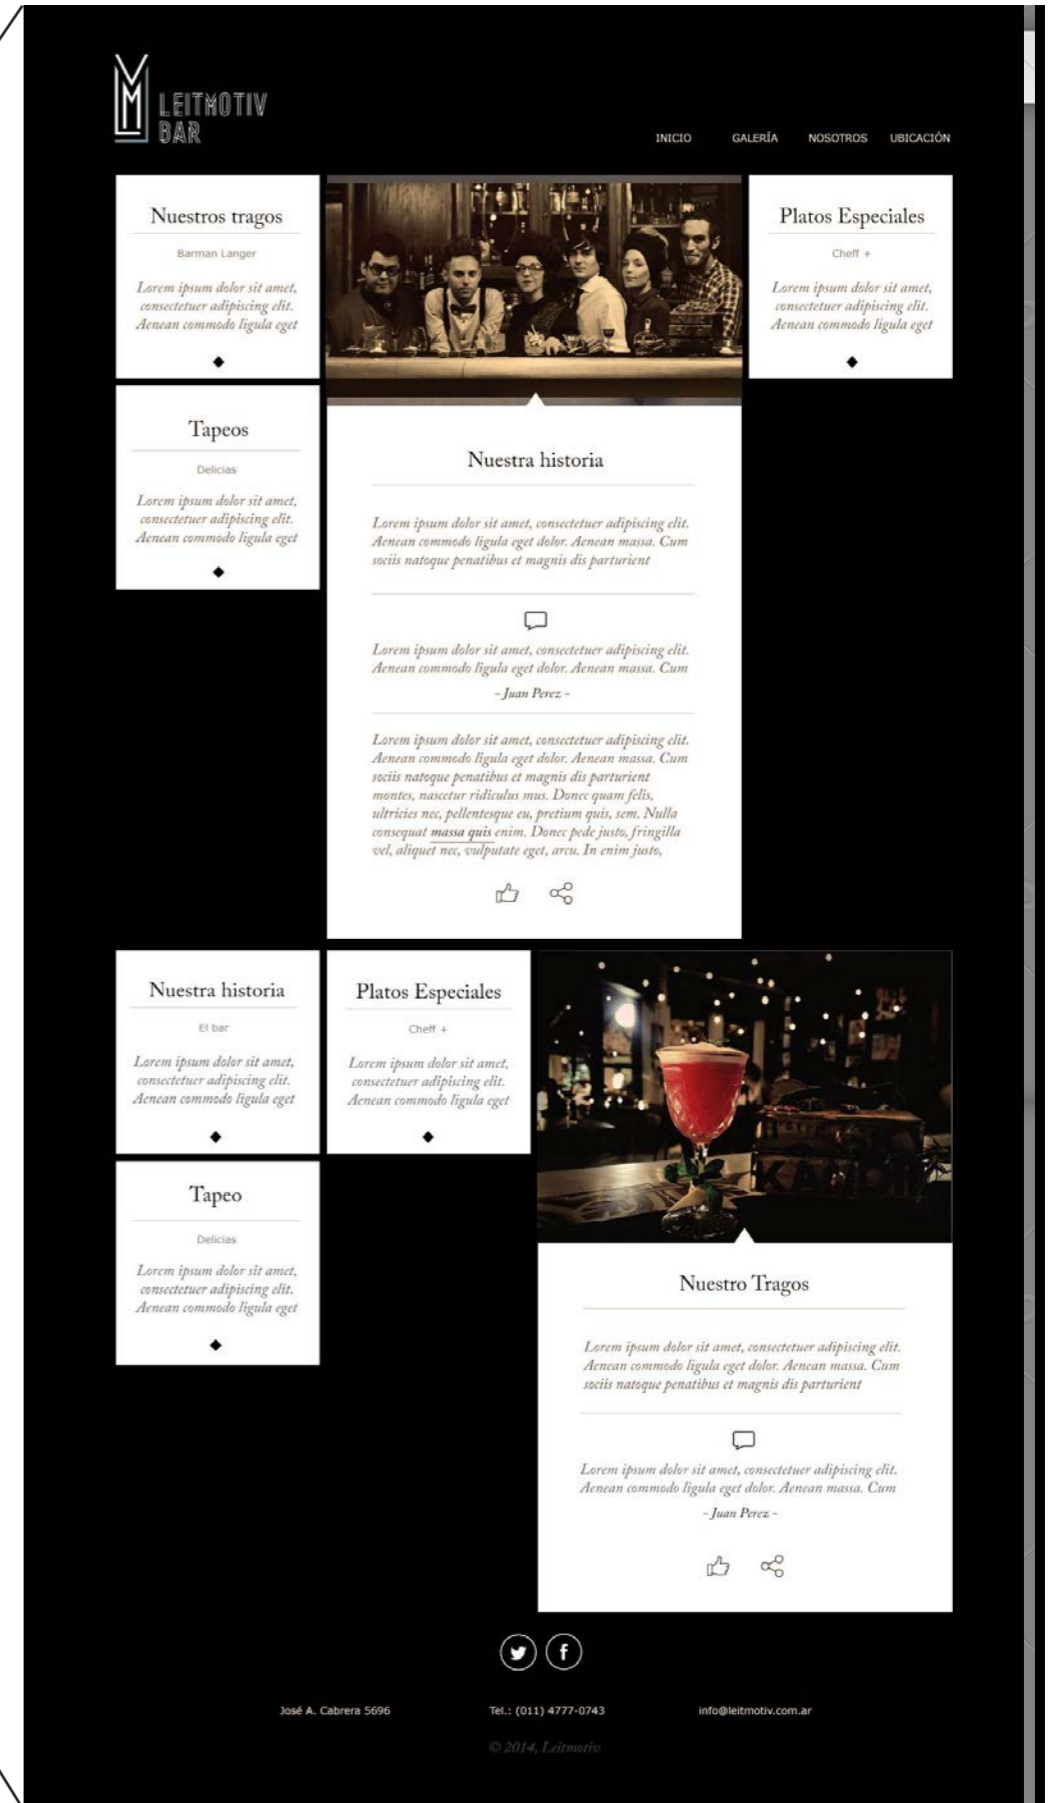 LEITMOTIV
BAR
INICIO
GALERÍA
NOSOTROS
UBICACIÓN
Nuestros tragos
Barman Langer
Lorem ipsum dolor sit amet,
consectetuer adipiscing elit.
Aenean commodo ligula eget
Platos Especiales
Cheff +
Lorem ipsum dolor sit amet,
consectetuer adipiscing elit.
Aenean commodo ligula eget
Tapeos
Delicias
Lorem ipsum dolor sit amet,
consectetuer adipiscing elit.
Aenean commodo ligula eget
Nuestra historia
Lorem ipsum dolor sit amet, consectetuer adipiscing elit.
Aenean commodo ligula eget dolor. Aenean massa. Cum
sociis natoque penatibus et magnis dis parturient
Lorem ipsum dolor sit amet, consectetuer adipiscing elit.
Aenean commodo ligula eget dolor. Aenean massa. Cum
- Juan Perez -
Lorem ipsum dolor sit amet, consectetuer adipiscing elit.
Aenean commodo ligula eget dolor. Aenean massa. Cum
sociis natoque penatibus et magnis dis parturient
montes, nascetur ridiculus mus. Donec quam felis,
ultricies nec, pellentesque eu, pretium quis, sem. Nulla
consequat massa quis enim. Donec pede justo, fringilla
vel, aliquet nec, vulputate eget, arcu. In enim justo,
Nuestra historia
El bar
Lorem ipsum dolor sit amet,
consectetuer adipiscing elit.
Aenean commodo ligula eget
Platos Especiales
Cheff +
Lorem ipsum dolor sit amet,
consectetuer adipiscing elit.
Aenean commodo ligula eget
Tapeo
Delicias
Lorem ipsum dolor sit amet,
consectetuer adipiscing elit.
Aenean commodo ligula eget
Nuestro Tragos
Lorem ipsum dolor sit amet, consectetuer adipiscing elit.
Aenean commodo ligula eget dolor. Aenean massa. Cum
sociis natoque penatibus et magnis dis parturient
Lorem ipsum dolor sit amet, consectetuer adipiscing elit.
Aenean commodo ligula eget dolor. Aenean massa. Cum
- Juan Perez -
José A. Cabrera 5696
Tel.: (011) 4777-0743
info@leitmotiv.com.ar
© 2014, Leitmotiv